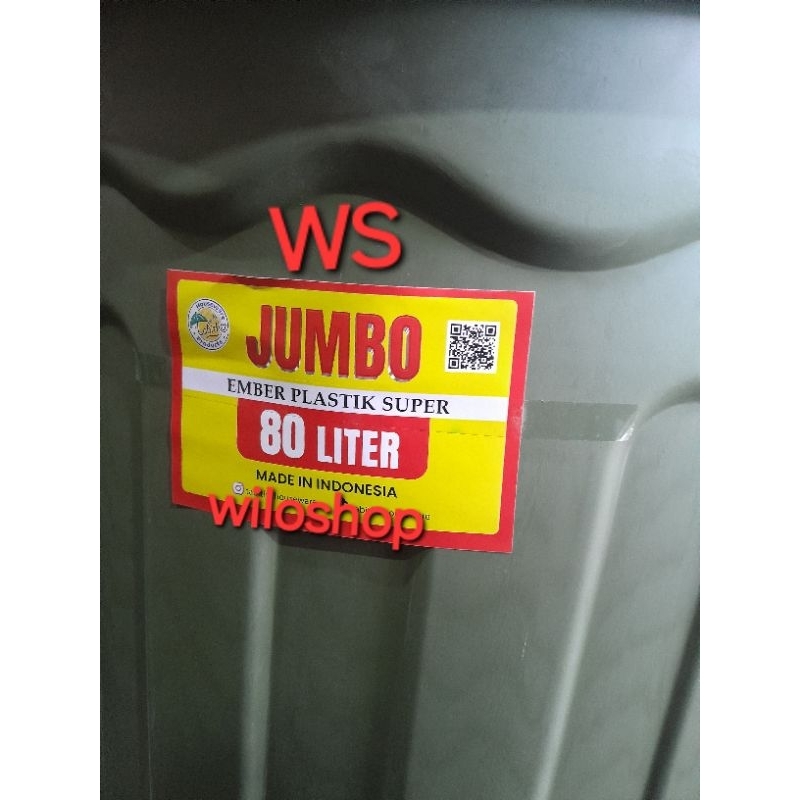 WS
JUMBO
EMBER PLASTIK SUPER
80 LITER
MADE IN INDONESIA
wiloshop